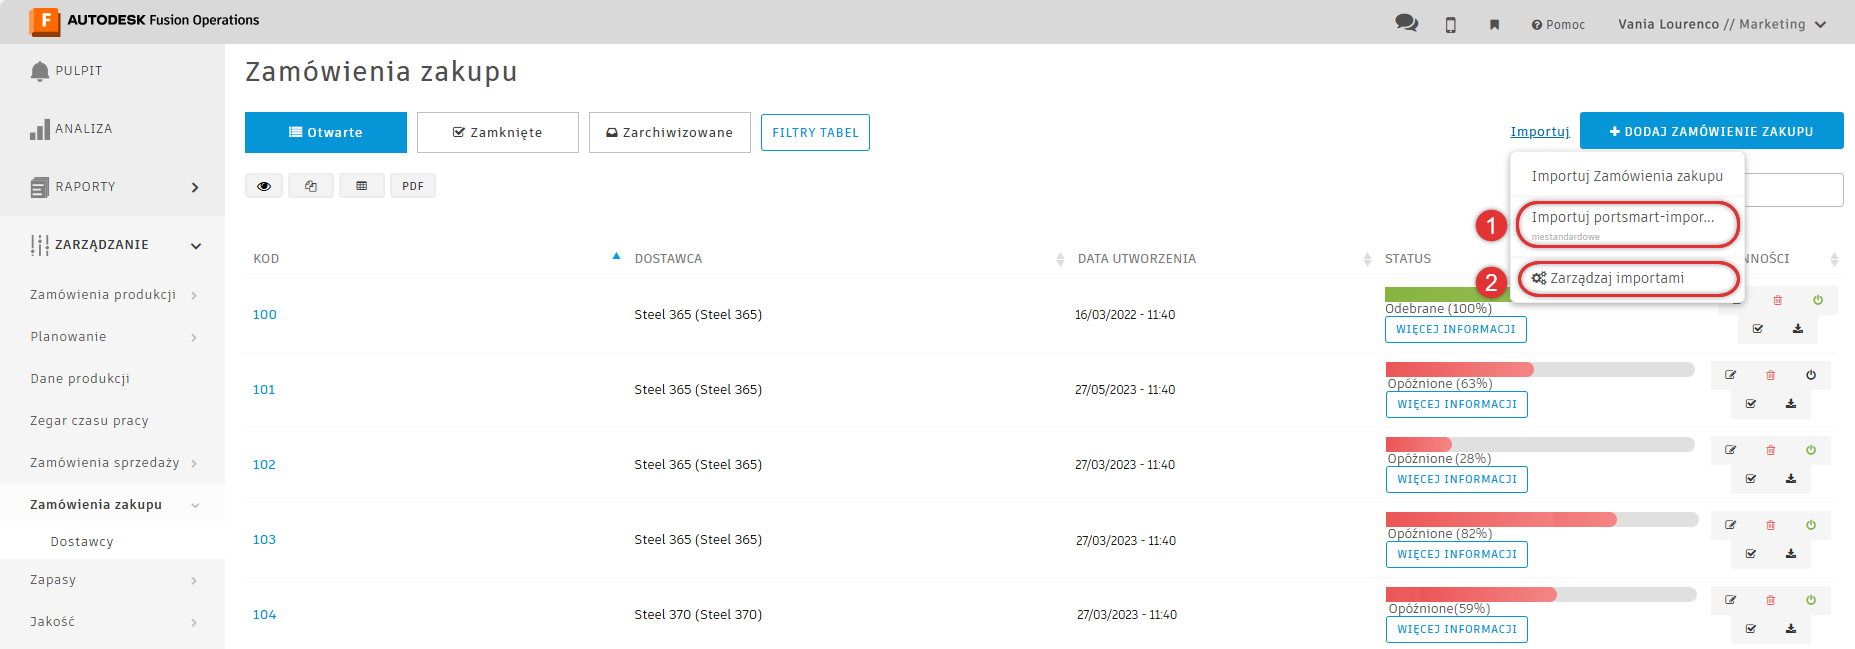 F AUTODESK Fusion Operations
Pomoc
Vania Lourenco // Marketing
PULPIT
ANALIZA
RAPORTY
ZARZĄDZANIE
Zamówienia produkcji
Planowanie
Dane produkcji
Zegar czasu pracy
Zamówienia sprzedaży
Zamówienia zakupu
Dostawcy
Zapasy
Jakość
Zamówienia zakupu
Otwarte
Zamknięte
Zarchiwizowane
FILTRY TABEL
Importuj
DODAJ ZAMÓWIENIE ZAKUPU
PDF
Importuj Zamówienia zakupu
1
Importuj portsmart-impor...
niestandardowe
2
Zarządzaj importami
KOD
DOSTAWCA
DATA UTWORZENIA
STATUS
NNOŚCI
100
Steel 365 (Steel 365)
16/03/2022 - 11:40
Odebrane (100%)
WIĘCEJ INFORMACJI
101
Steel 365 (Steel 365)
27/05/2023 - 11:40
Opóźnione (63%)
WIĘCEJ INFORMACJI
102
Steel 365 (Steel 365)
27/03/2023 - 11:40
Opóźnione (28%)
WIĘCEJ INFORMACJI
103
Steel 365 (Steel 365)
27/03/2023 - 11:40
Opóźnione (82%)
WIĘCEJ INFORMACJI
104
Steel 370 (Steel 370)
27/03/2023 - 11:40
Opóźnione(59%)
WIĘCEJ INFORMACJI